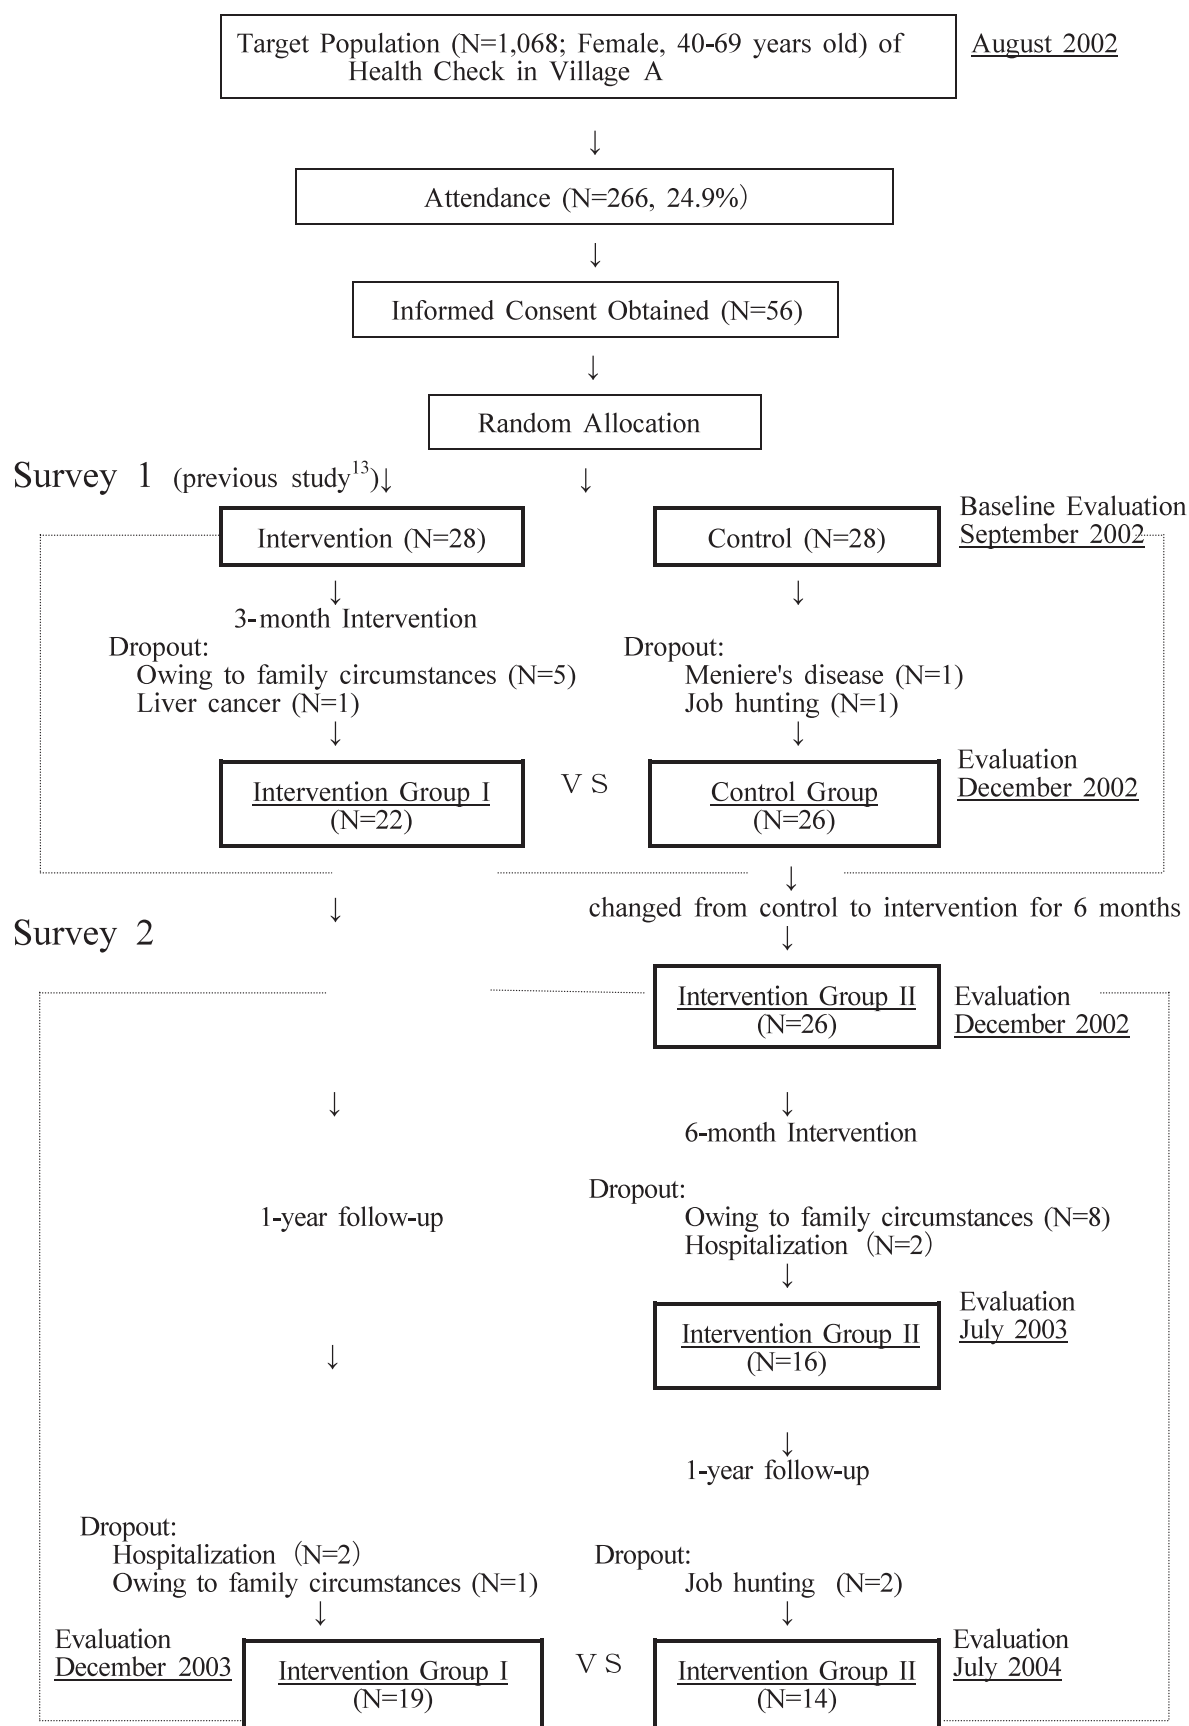 Target Population (N=1,068; Female, 40-69 years old) of
Health Check in Village A
August 2002
↓
Attendance (N=266, 24.9%)
↓
Informed Consent Obtained (N=56)
↓
Random Allocation
Survey 1 (previous study13)↓ ↓
Intervention (N=28)
Control (N=28)
Baseline Evaluation
September 2002
↓ ↓
3-month Intervention
Dropout:
Owing to family circumstances (N=5)
Liver cancer (N=1)
Dropout:
Meniere's disease (N=1)
Job hunting (N=1)
↓ ↓
Intervention Group I
(N=22)
VS
Control Group
(N=26)
Evaluation
December 2002
↓ ↓
changed from control to intervention for 6 months
Survey 2
↓
Intervention Group II
(N=26)
Evaluation
December 2002
↓ ↓
6-month Intervention
1-year follow-up
Dropout:
Owing to family circumstances (N=8)
Hospitalization (N=2)
↓
Intervention Group II
(N=16)
Evaluation
July 2003
↓
↓
1-year follow-up
Dropout:
Hospitalization (N=2)
Owing to family circumstances (N=1)
Dropout:
Job hunting (N=2)
↓ ↓
Evaluation
December 2003
Intervention Group I
(N=19)
VS
Intervention Group II
(N=14)
Evaluation
July 2004